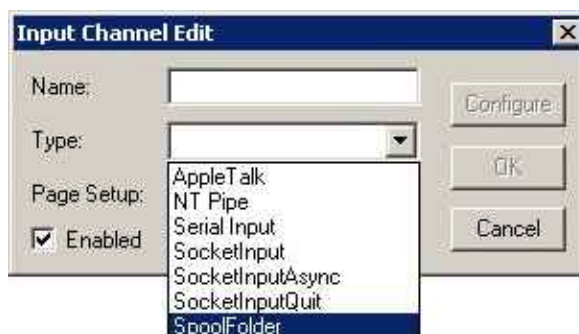 Input Channel Edit
Name:
Configure
Type:
OK
AppleTalk
NT Pipe
Page Setup:
Serial Input
Cancel
Enabled
SocketInput
SocketInputAsync
SocketInputQuit
SpoolFolder